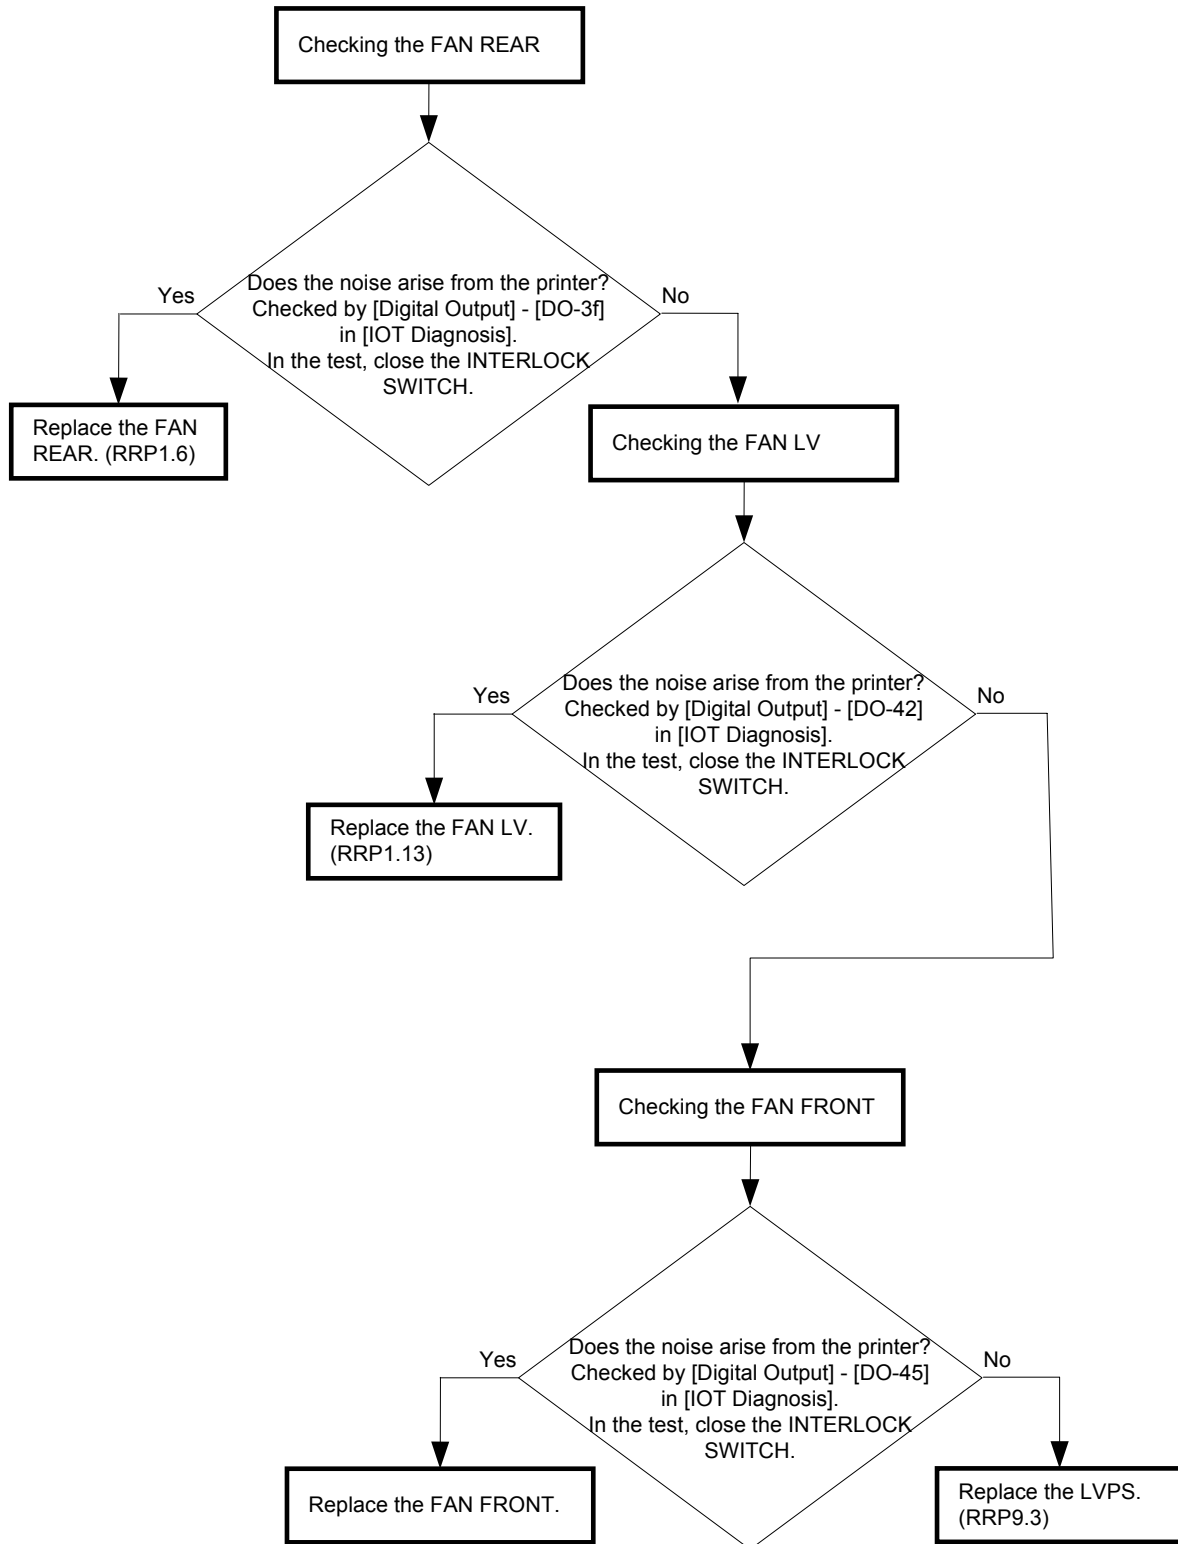 Checking the FAN REAR
Does the noise arise from the printer?
Checked by [Digital Output] - [DO-3f]
in [IOT Diagnosis].
In the test, close the INTERLOCK
SWITCH.
Yes
No
Replace the FAN
REAR. (RRP1.6)
Checking the FAN LV
Does the noise arise from the printer?
Checked by [Digital Output] - [DO-42]
in [IOT Diagnosis].
In the test, close the INTERLOCK
SWITCH.
Yes
No
Replace the FAN LV.
(RRP1.13)
Checking the FAN FRONT
Does the noise arise from the printer?
Checked by [Digital Output] - [DO-45]
in [IOT Diagnosis].
In the test, close the INTERLOCK
SWITCH.
Yes
No
Replace the FAN FRONT.
Replace the LVPS.
(RRP9.3)